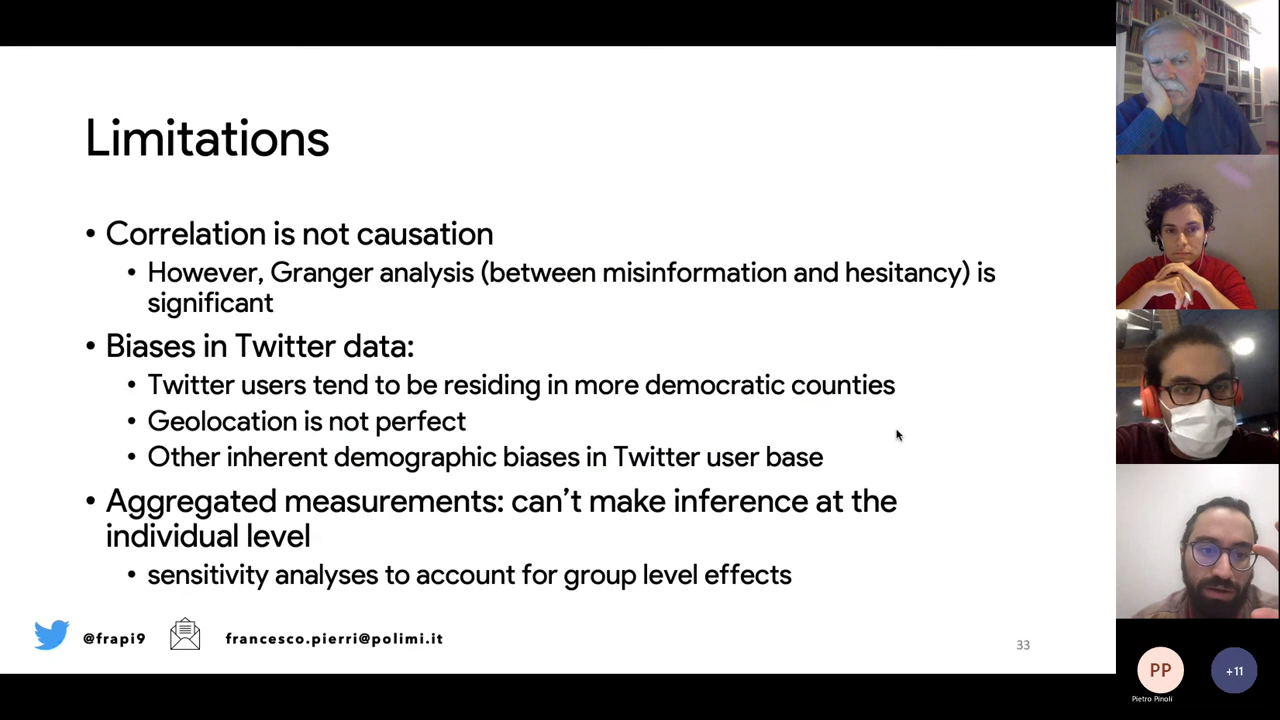 Limitations
• Correlation is not causation
• However, Granger analysis (between misinformation and hesitancy) is
significant
• Biases in Twitter data:
• Twitter users tend to be residing in more democratic counties
• Geolocation is not perfect
• Other inherent demographic biases in Twitter user base
• Aggregated measurements: can’t make inference at the
individual level
• sensitivity analyses to account for group level effects
@frapi9
francesco.pierri@polimi.it
33
PP
Pietro Pinoli
+11